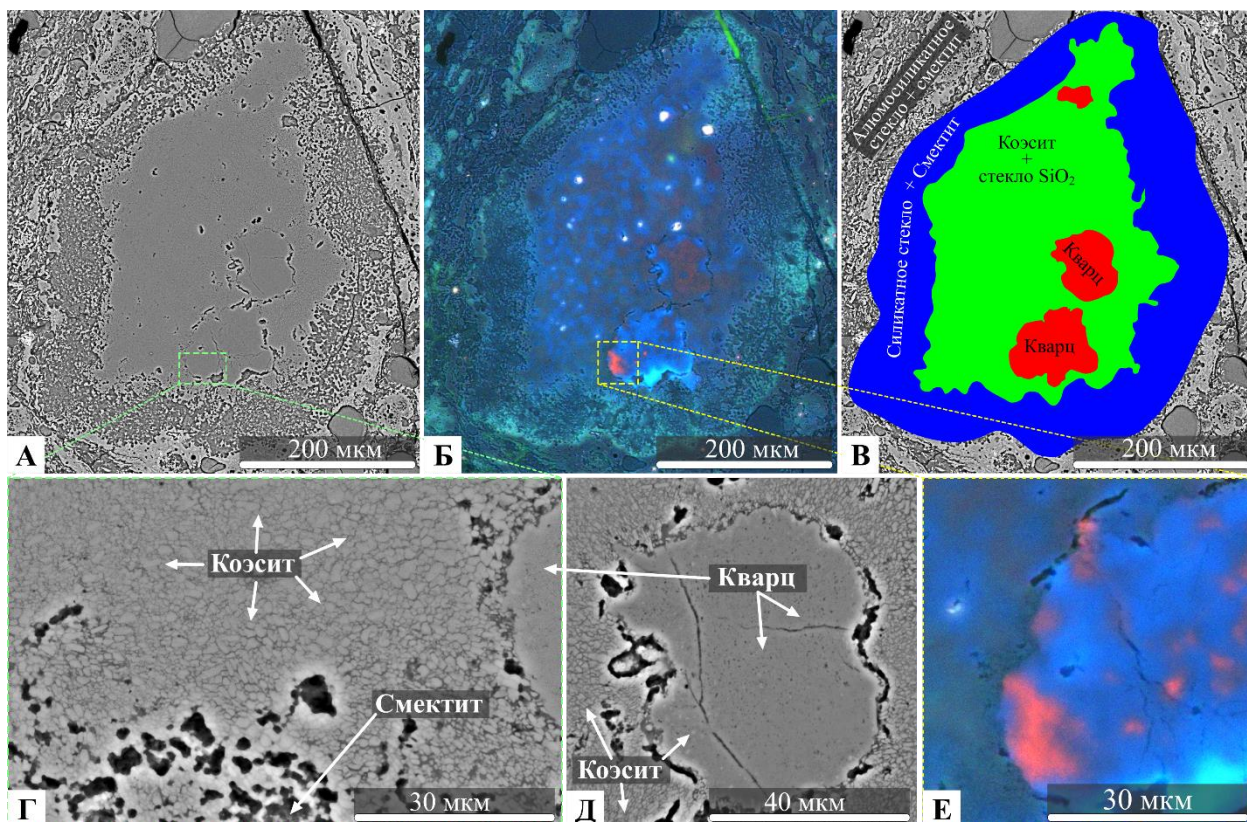 А
200 мкм
Б
200 мкм
Алюмосиликатное
стекло + смектит
Силикатное стекло + Смектит
Коэсит
+
стекло SiO₂
Кварц
Кварц
В
200 мкм
Коэсит
Смектит
Г
30 мкм
Кварц
Коэсит
Д
40 мкм
Е
30 мкм